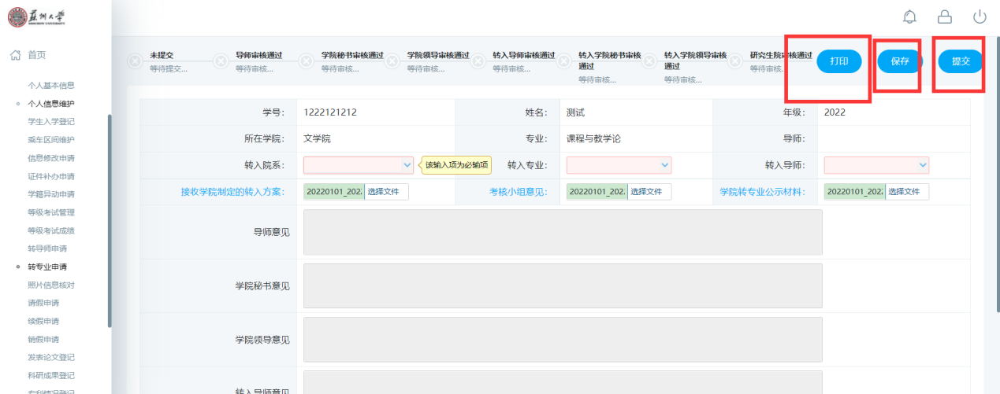 蘇州大學
SOOCHOW UNIVERSITY
首页
个人基本信息
个人信息维护
学生入学登记
乘车区间维护
信息修改申请
证件补办申请
学籍异动申请
等级考试管理
等级考试成绩
转导师申请
转专业申请
照片信息核对
请假申请
续假申请
销假申请
发表论文登记
科研成果登记
专利情况登记
未提交
等待提交...
导师审核通过
等待审核...
学院秘书审核通过
等待审核...
学院领导审核通过
等待审核...
转入导师审核通过
等待审核...
转入学院秘书审核
通过
等待审核...
转入学院领导审核
通过
等待审核...
研究生院审核通过
等待审核...
打印
保存
提交
学号: 1222121212 姓名: 测试 年级: 2022
所在学院: 文学院 专业: 课程与教学论 导师:
转入院系: 该输入项为必输项 转入专业: 转入导师:
接收学院制定的转入方案: 20220101_202; 选择文件 考核小组意见: 20220101_202; 选择文件 学院转专业公示材料: 20220101_202; 选择文件
导师意见
学院秘书意见
学院领导意见
转入导师意见